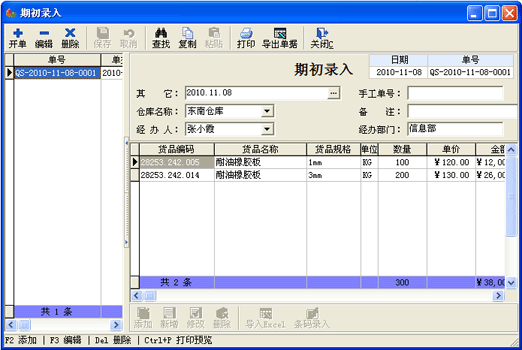 期初录入
开单 编辑 删除 保存 取消 查找 复制 粘贴 打印 导出单据 关闭C
单号
QS-2010-11-08-0001 2010-
共 1 条
期初录入
日期 单号
2010-11-08 QS-2010-11-08-0001
其 它： 2010.11.08 手工单号：
仓库名称： 东南仓库 备 注：
经 办 人： 张小霞 经办部门： 信息部
货品编码 货品名称 货品规格 单位 数量 单价 金额
28253.242.005 耐油橡胶板 1mm KG 100 ￥120.00 ￥12,00
28253.242.014 耐油橡胶板 3mm KG 200 ￥130.00 ￥26,00
共 2 条 300 ￥38,00
添加 新增 修改 删除 导入Excel 条码录入
F2 添加 | F3 编辑 | Del 删除 | Ctrl+P 打印预览